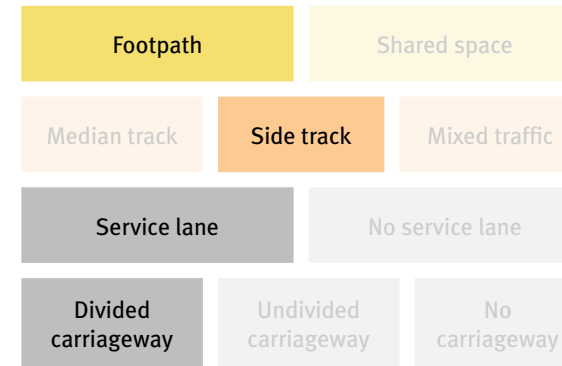 Footpath
Shared space
Median track
Side track
Mixed traffic
Service lane
No service lane
Divided
carriageway
Undivided
carriageway
No
carriageway